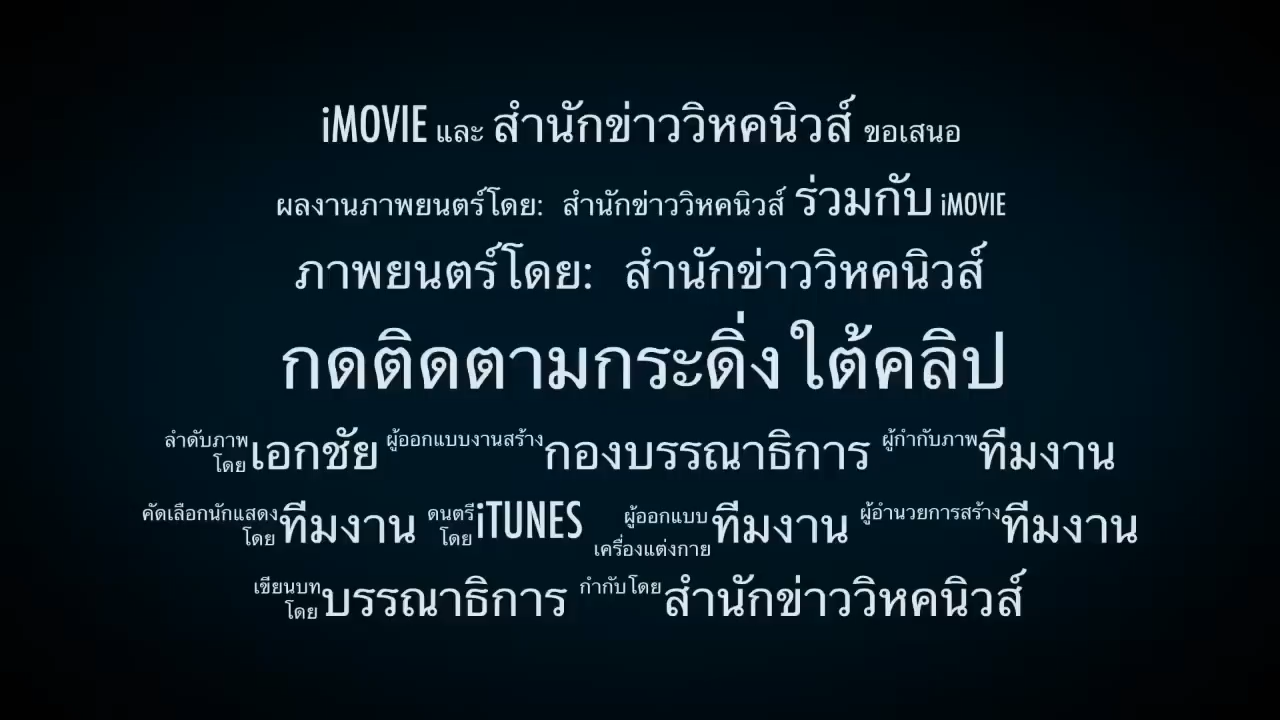 iMOVIE และ สำนักข่าววิหคนิวส์ ขอเสนอ
ผลงานภาพยนตร์โดย: สำนักข่าววิหคนิวส์ ร่วมกับ iMOVIE
ภาพยนตร์โดย: สำนักข่าววิหคนิวส์
กดติดตามกระดิ่ง ใต้คลิป
ลำดับภาพโดย เอกชัย ผู้ออกแบบงานสร้าง กองบรรณาธิการ ผู้กำกับภาพ ทีมงาน
คัดเลือกนักแสดงโดย ทีมงาน ดนตรีโดย iTUNES ผู้ออกแบบเครื่องแต่งกาย ทีมงาน ผู้อำนวยการสร้าง ทีมงาน
เขียนบทโดย บรรณาธิการ กำกับโดย สำนักข่าววิหคนิวส์